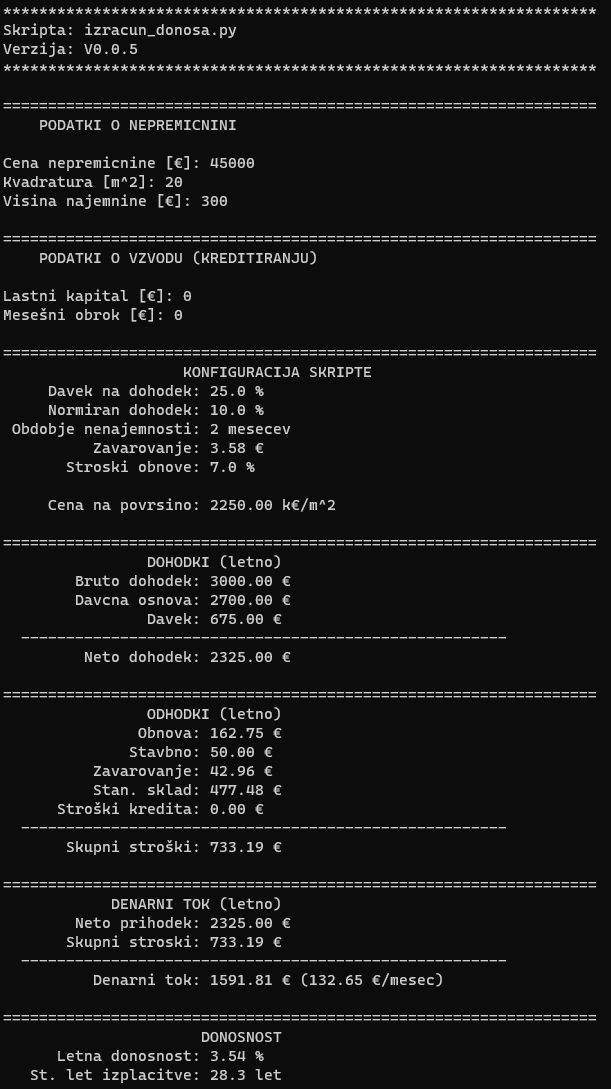 ******************************************************************
Skripta: izracun_donosa.py
Verzija: V0.0.5
******************************************************************
==================================================================
PODATKI O NEPREMICNINI
Cena nepremicnine [€]: 45000
Kvadratura [m^2]: 20
Visina najemnine [€]: 300
==================================================================
PODATKI O VZVODU (KREDITIRANJU)
Lastni kapital [€]: 0
Mesešni obrok [€]: 0
==================================================================
KONFIGURACIJA SKRIPTE
Davek na dohodek: 25.0 %
Normiran dohodek: 10.0 %
Obdobje nenajemnosti: 2 mesecev
Zavarovanje: 3.58 €
Stroski obnove: 7.0 %
Cena na povrsino: 2250.00 k€/m^2
==================================================================
DOHODKI (letno)
Bruto dohodek: 3000.00 €
Davcna osnova: 2700.00 €
Davek: 675.00 €
------------------------------------------------------
Neto dohodek: 2325.00 €
==================================================================
ODHODKI (letno)
Obnova: 162.75 €
Stavbno: 50.00 €
Zavarovanje: 42.96 €
Stan. sklad: 477.48 €
Stroški kredita: 0.00 €
------------------------------------------------------
Skupni stroški: 733.19 €
==================================================================
DENARNI TOK (letno)
Neto prihodek: 2325.00 €
Skupni stroski: 733.19 €
------------------------------------------------------
Denarni tok: 1591.81 € (132.65 €/mesec)
==================================================================
DONOSNOST
Letna donosnost: 3.54 %
St. let izplacitve: 28.3 let